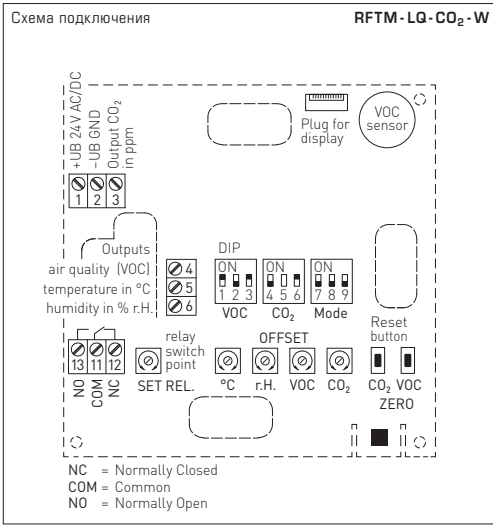 Схема подключения RFTM-LQ-CO₂-W
+UB 24V AC/DC
–UB GND
Output CO₂
in ppm
1 2 3
Plug for
display
VOC
sensor
Outputs
air quality (VOC) 4
temperature in °C 5
humidity in % r.H. 6
DIP
ON ON ON
1 2 3 4 5 6 7 8 9
VOC CO₂ Mode
13 11 12
NO COM NC
relay
switch
point
SET REL.
OFFSET
°C r.H. VOC CO₂
Reset
button
CO₂ VOC
ZERO
NC = Normally Closed
COM = Common
NO = Normally Open